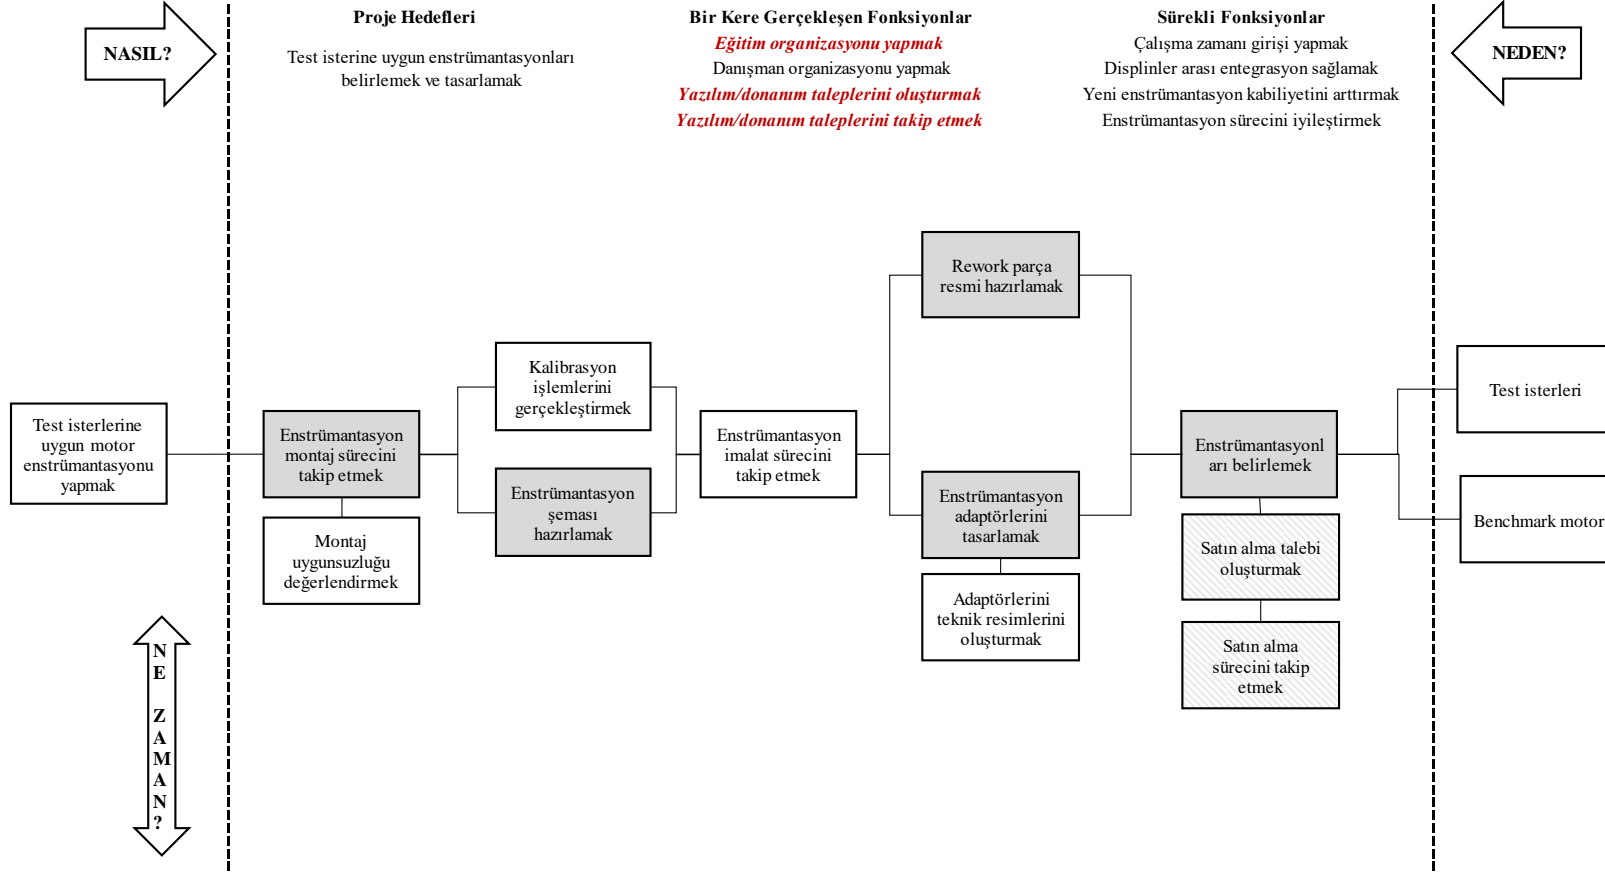 NASIL?
Proje Hedefleri
Test isterine uygun enstrümantasyonları
belirlemek ve tasarlamak
Bir Kere Gerçekleşen Fonksiyonlar
Eğitim organizasyonu yapmak
Danışman organizasyonu yapmak
Yazılım/donanım taleplerini oluşturmak
Yazılım/donanım taleplerini takip etmek
Sürekli Fonksiyonlar
Çalışma zamanı girişi yapmak
Displinler arası entegrasyon sağlamak
Yeni enstrümantasyon kabiliyetini arttırmak
Enstrümantasyon sürecini iyileştirmek
NEDEN?
Test isterlerine
uygun motor
enstrümantasyonu
yapmak
Enstrümantasyon
montaj sürecini
takip etmek
Montaj
uygunsuzluğu
değerlendirmek
Kalibrasyon
işlemlerini
gerçekleştirmek
Enstrümantasyon
şeması
hazırlamak
Enstrümantasyon
imalat sürecini
takip etmek
Rework parça
resmi hazırlamak
Enstrümantasyon
adaptörlerini
tasarlamak
Adaptörlerini
teknik resimlerini
oluşturmak
Enstrümantasyonl
arı belirlemek
Satın alma talebi
oluşturmak
Satın alma
sürecini takip
etmek
Test isterleri
Benchmark motor
N
E
Z
A
M
A
N
?